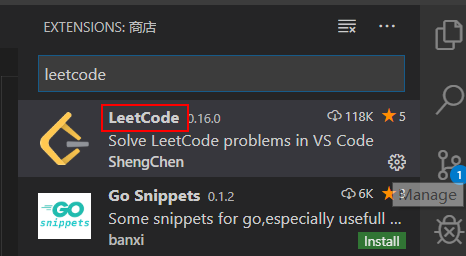 EXTENSIONS: 商店
leetcode
LeetCode 0.16.0 118K 5
Solve LeetCode problems in VS Code
ShengChen
1
Manage
GO snippets
Go Snippets 0.1.2 6K 3
Some snippets for go,especially usefull ...
banxi Install